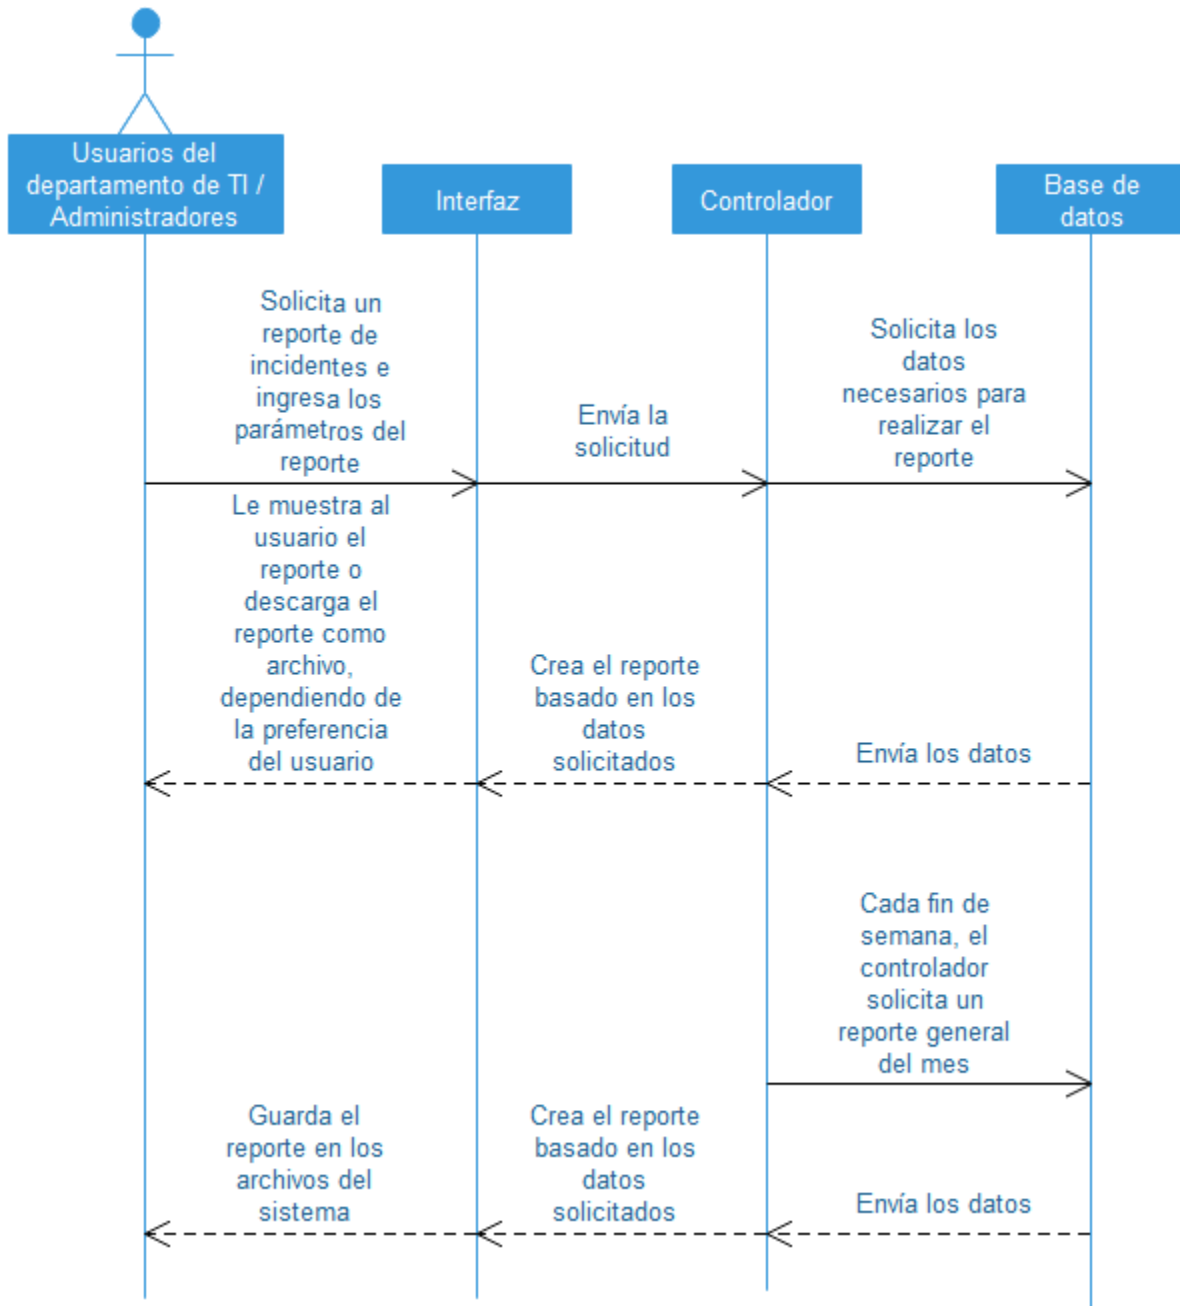 Usuarios del
departamento de TI /
Administradores
Interfaz
Controlador
Base de
datos
Solicita un
reporte de
incidentes e
ingresa los
parámetros del
reporte
Envía la
solicitud
Solicita los
datos
necesarios para
realizar el
reporte
Le muestra al
usuario el
reporte o
descarga el
reporte como
archivo,
dependiendo de
la preferencia
del usuario
Crea el reporte
basado en los
datos
solicitados
Envía los datos
Cada fin de
semana, el
controlador
solicita un
reporte general
del mes
Guarda el
reporte en los
archivos del
sistema
Crea el reporte
basado en los
datos
solicitados
Envía los datos